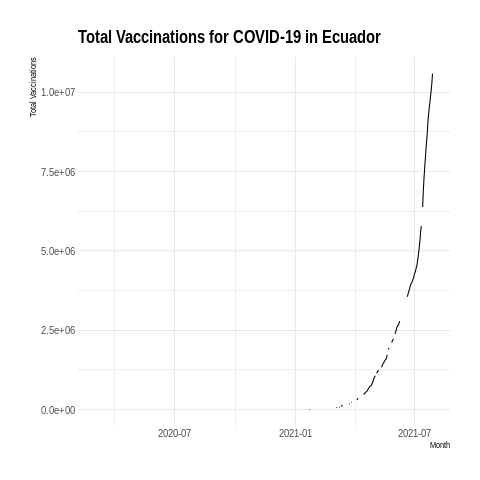 Total Vaccinations for COVID-19 in Ecuador
Total Vaccinations
1.0e+07
7.5e+06
5.0e+06
2.5e+06
0.0e+00
2020-07
2021-01
2021-07
Month